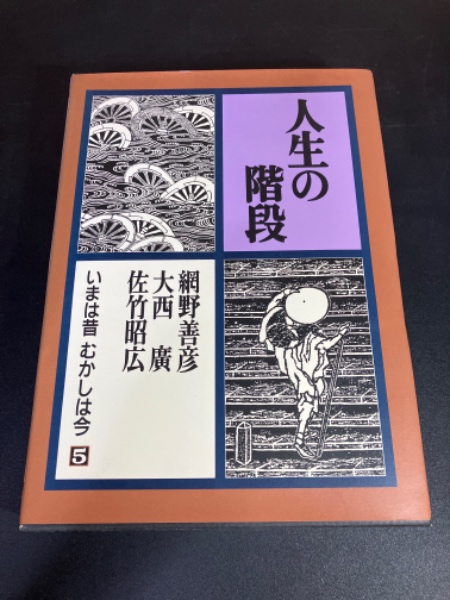 人生の
階段
網野善彦
大西 廣
佐竹昭広
いまは昔 むかしは今 5